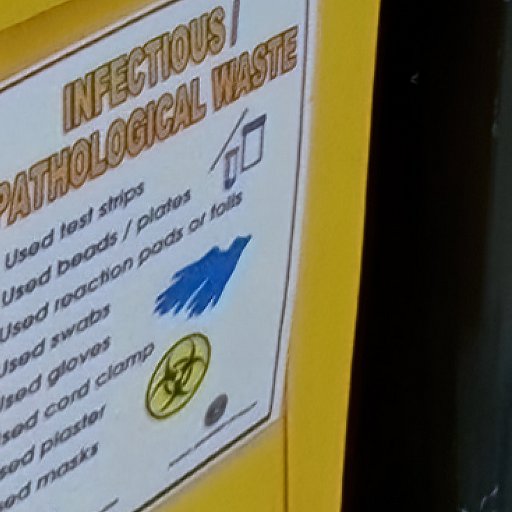 INFECTIOUS /
PATHOLOGICAL WASTE
Used test strips
Used beads / plates
Used reaction pads or foils
Used swabs
Used gloves
Used cord clamp
Used plaster
Used masks